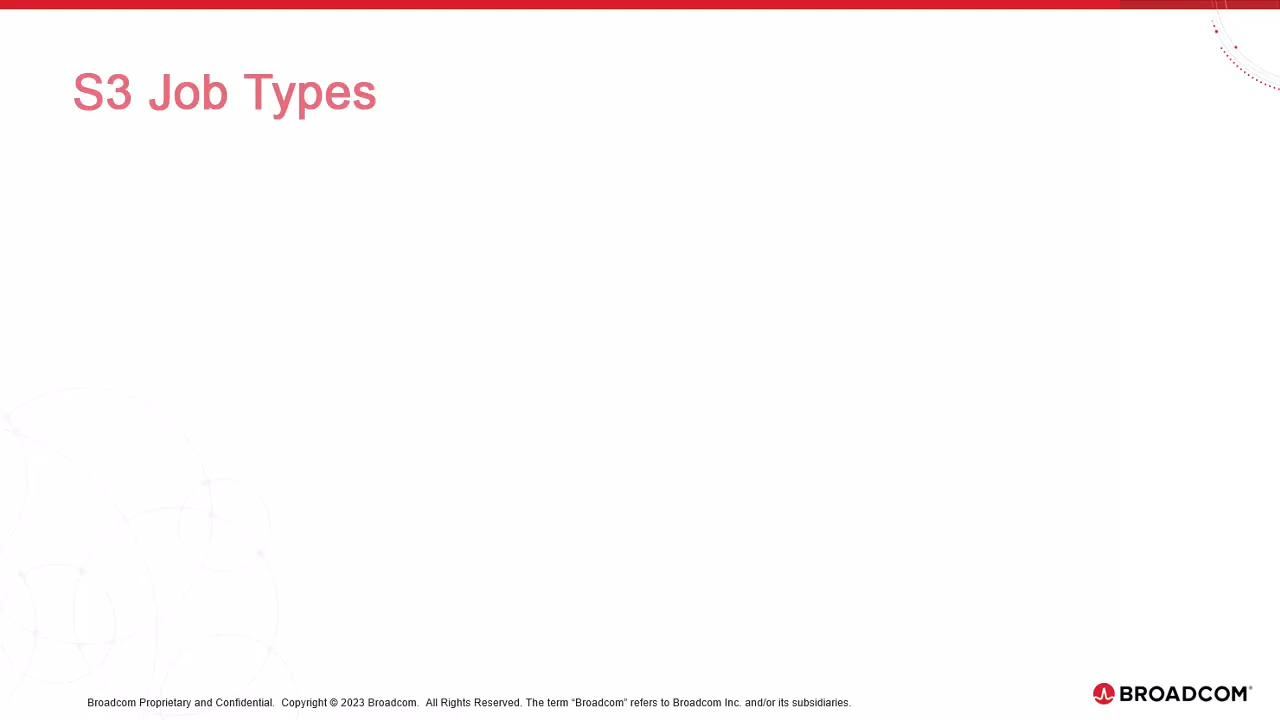 S3 Job Types
Broadcom Proprietary and Confidential.  Copyright © 2023 Broadcom.  All Rights Reserved. The term “Broadcom” refers to Broadcom Inc. and/or its subsidiaries.
BROADCOM®